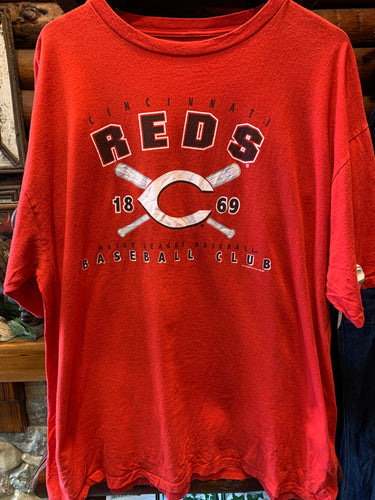 CINCINNATI
REDS
18 C 69
MAJOR LEAGUE BASEBALL
BASEBALL CLUB